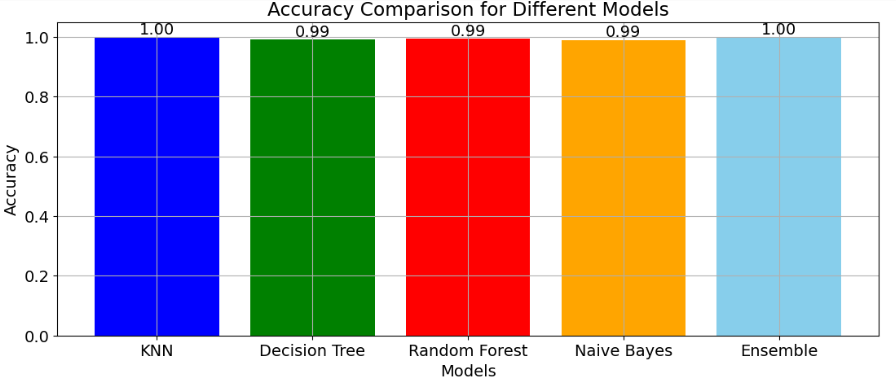 Accuracy Comparison for Different Models
1.00 0.99 0.99 0.99 1.00
1.0
0.8
0.6
0.4
0.2
0.0
Accuracy
KNN Decision Tree Random Forest Naive Bayes Ensemble
Models